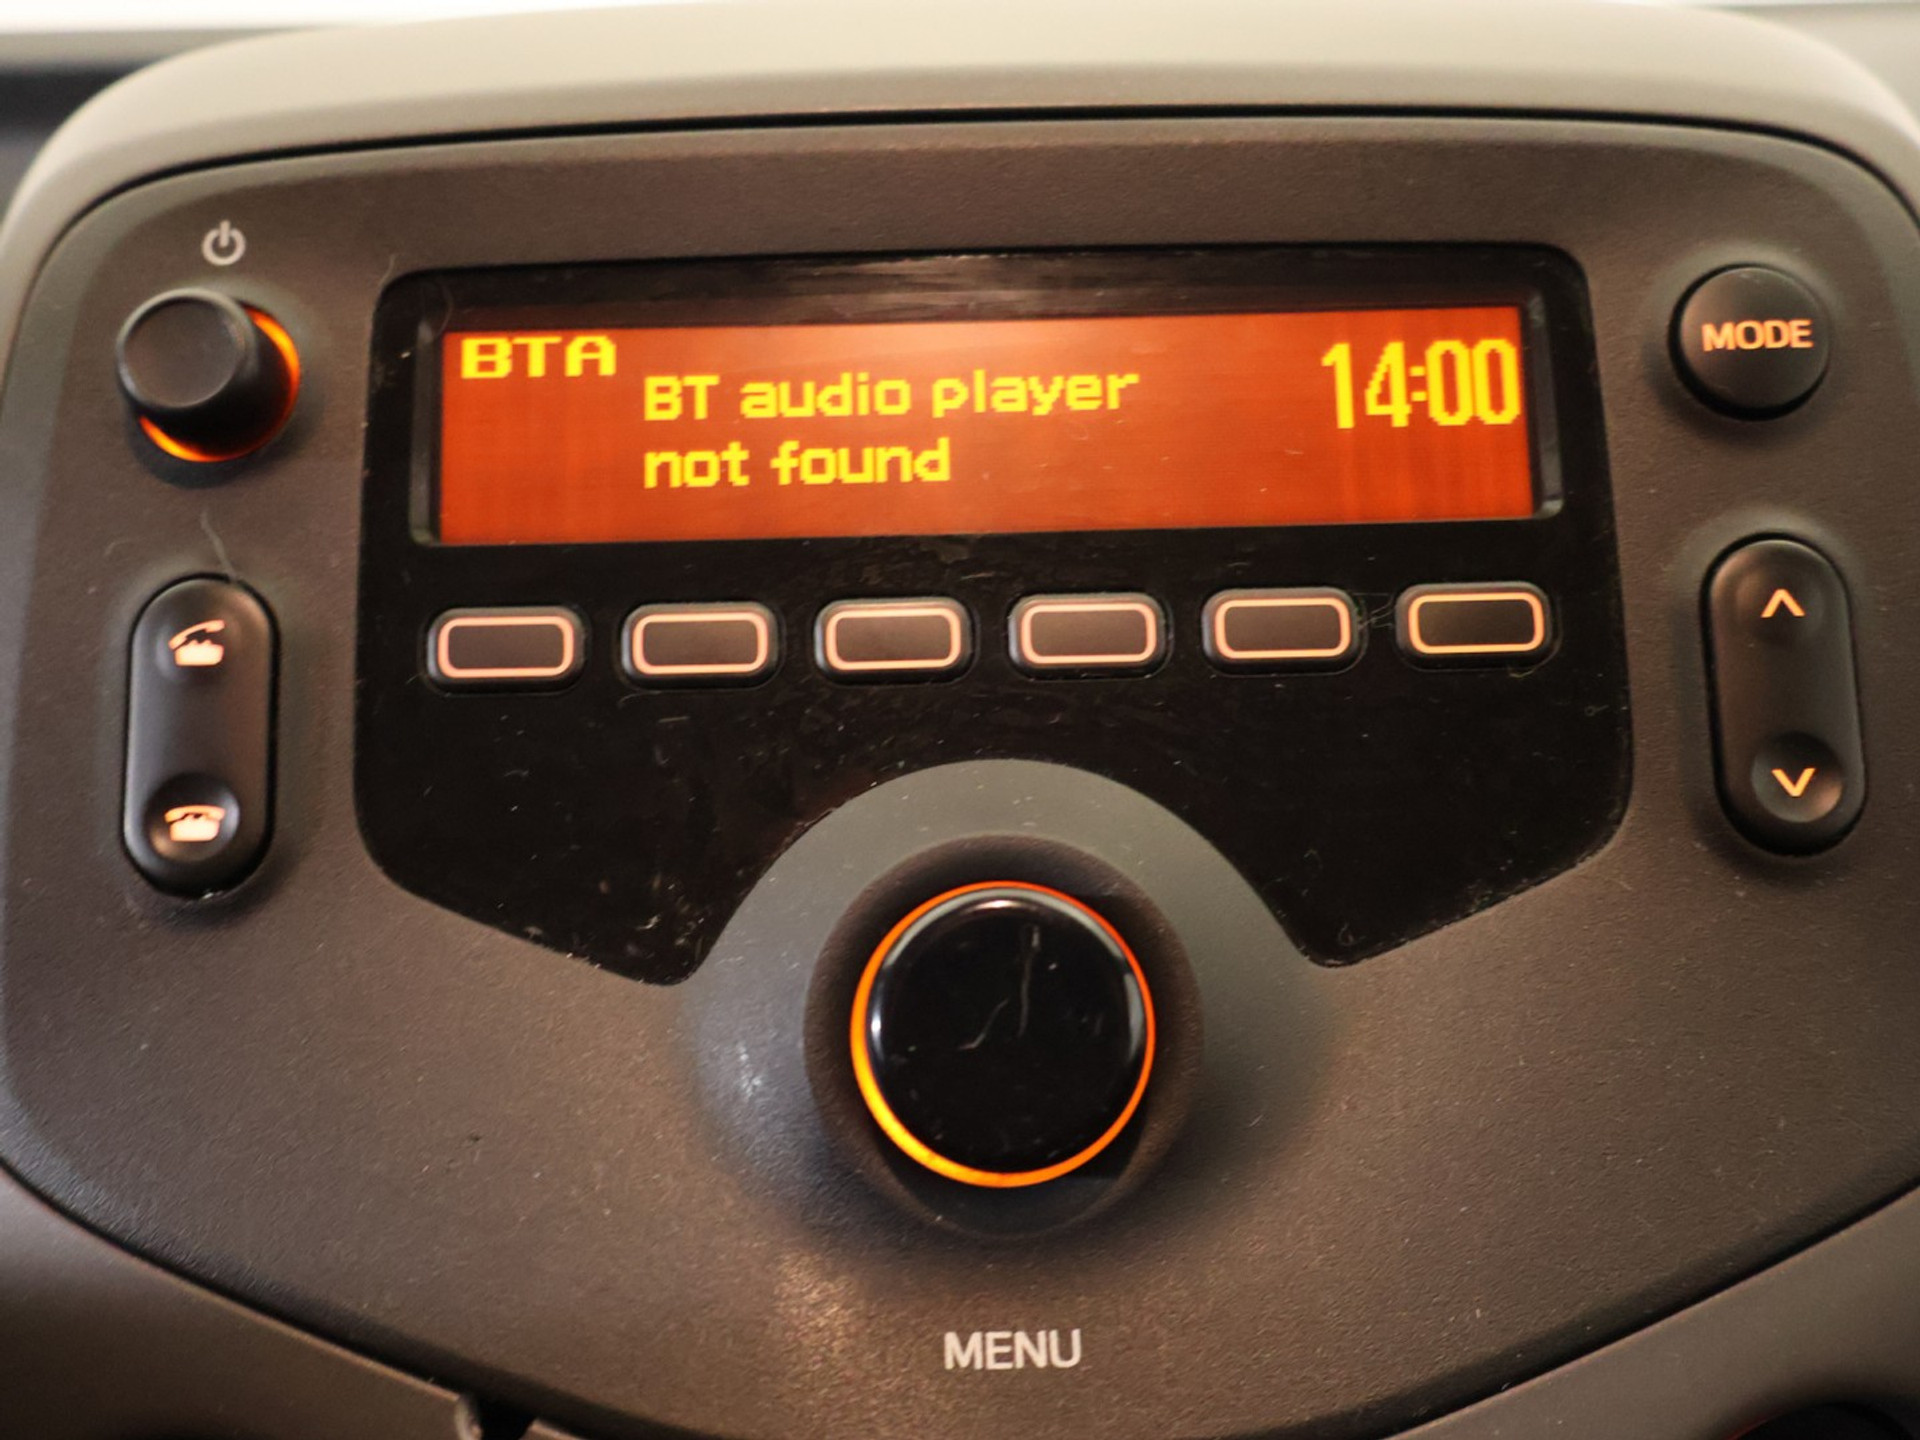 BTA
BT audio player
not found
14:00
MODE
MENU